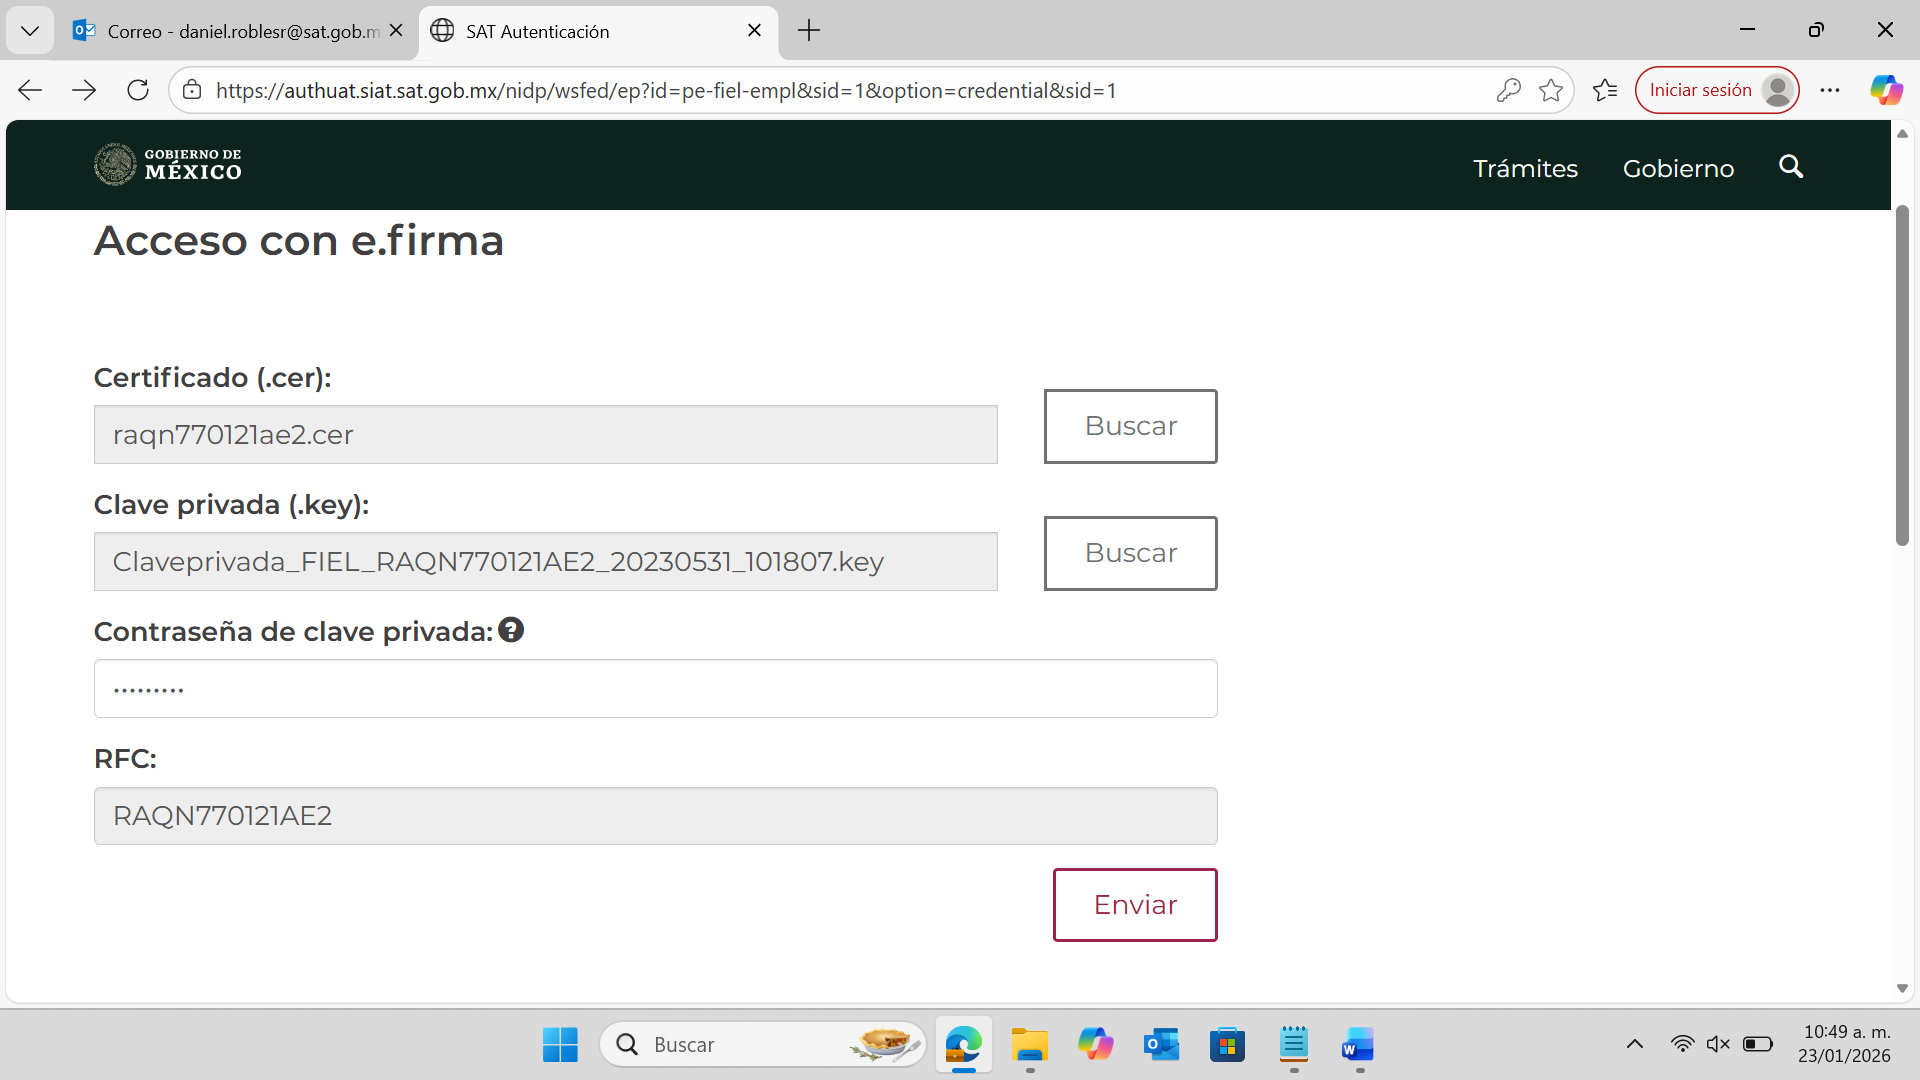 Correo - daniel.roblesr@sat.gob.m
SAT Autenticación
https://authuat.siat.sat.gob.mx/nidp/wsfed/ep?id=pe-fiel-empl&sid=1&option=credential&sid=1
Iniciar sesión
GOBIERNO DE
MÉXICO
Trámites
Gobierno
Acceso con e.firma
Certificado (.cer):
raqn770121ae2.cer
Buscar
Clave privada (.key):
Claveprivada_FIEL_RAQN770121AE2_20230531_101807.key
Buscar
Contraseña de clave privada:
•••••••••
RFC:
RAQN770121AE2
Enviar
Buscar
10:49 a. m.
23/01/2026